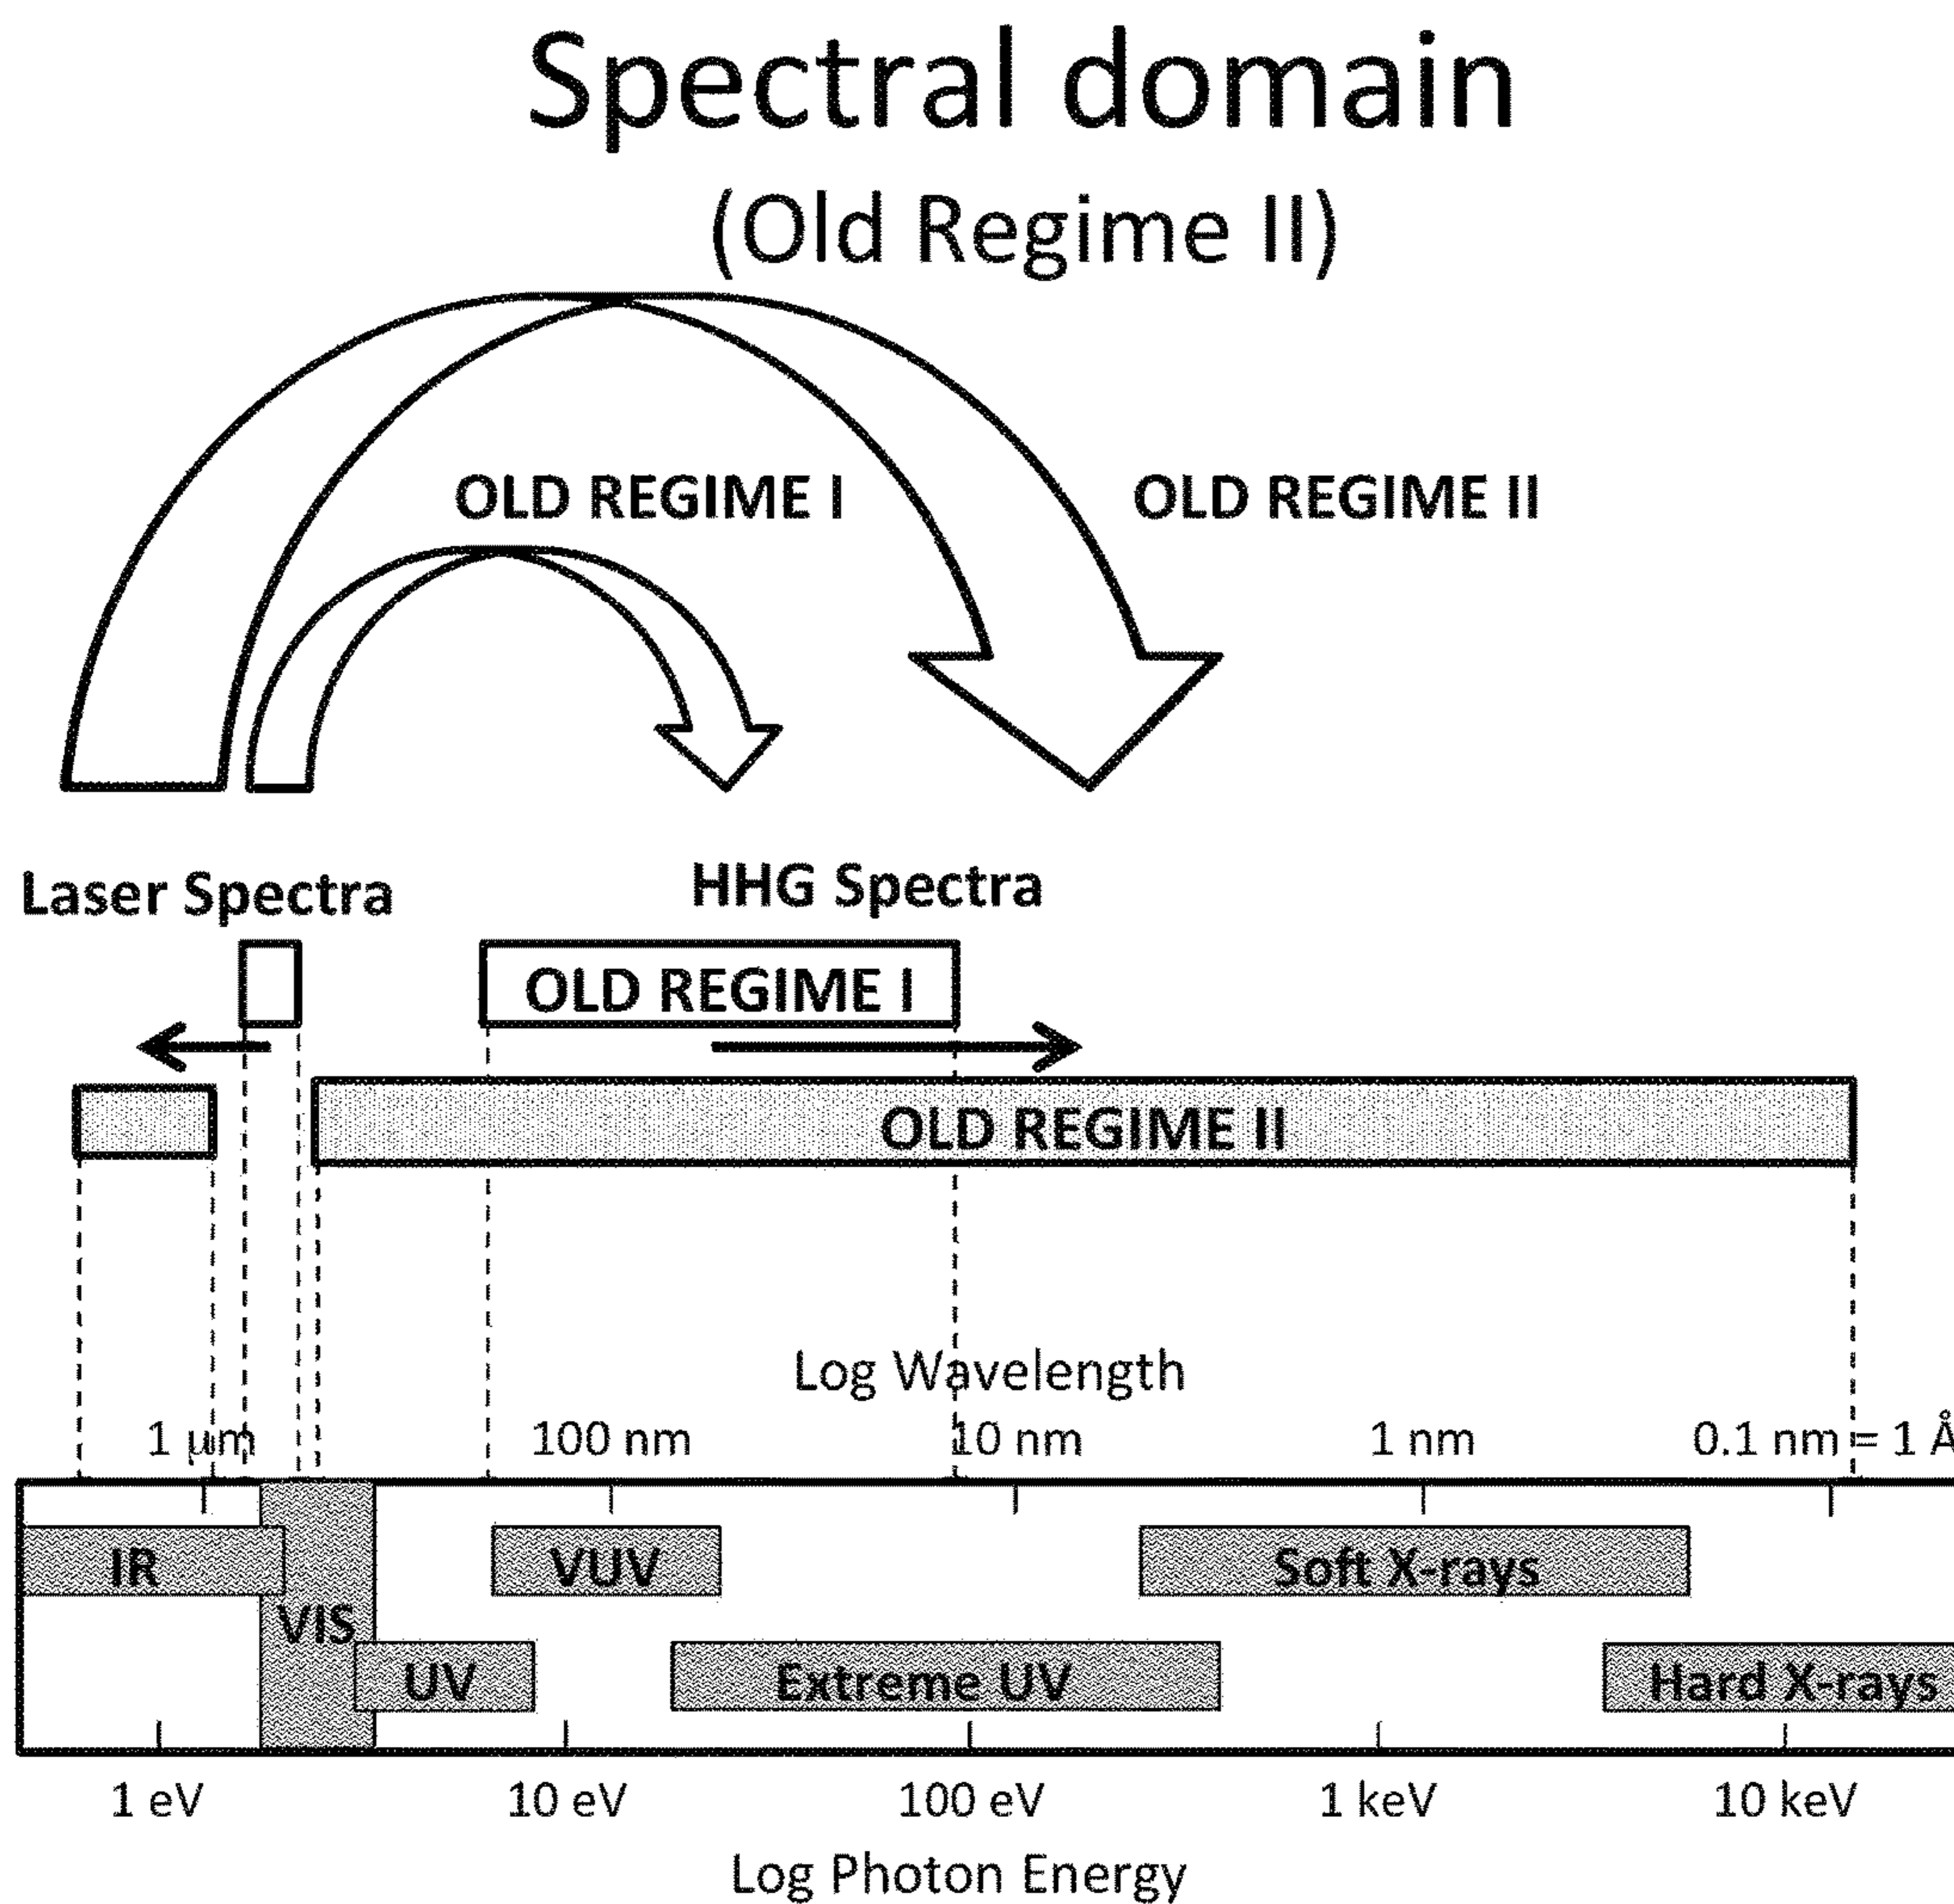 Spectral domain
(Old Regime II)
OLD REGIME I
OLD REGIME II
Laser Spectra
HHG Spectra
OLD REGIME I
OLD REGIME II
Log Wavelength
1 μm 100 nm 10 nm 1 nm 0.1 nm = 1 Å
IR VUV Soft X-rays
VIS
UV Extreme UV Hard X-rays
1 eV 10 eV 100 eV 1 keV 10 keV
Log Photon Energy